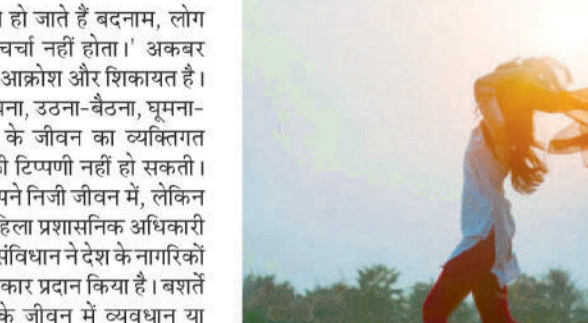 हो जाते हैं बदनाम, लोग
चर्चा नहीं होता।’ अकबर
आक्रोश और शिकायत है।
उठना-बैठना, घूमना-
के जीवन का व्यक्तिगत
टिप्पणी नहीं हो सकती।
निजी जीवन में, लेकिन
प्रशासनिक अधिकारी
संविधान ने देश के नागरिकों
प्रदान किया है। बशर्ते
के जीवन में व्यवधान या